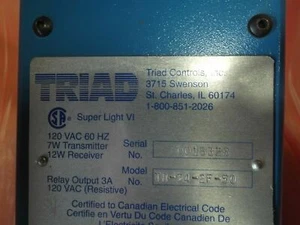 TRIAD
Triad Controls, Inc.
3715 Swenson
St. Charles, IL 60174
1-800-851-2026
Super Light VI
120 VAC 60 HZ
7W Transmitter
12W Receiver
Serial No.
Relay Output 3A
120 VAC (Resistive)
Model No.
Certified to Canadian Electrical Code
Certifie en Vertu Du Code Canadien De